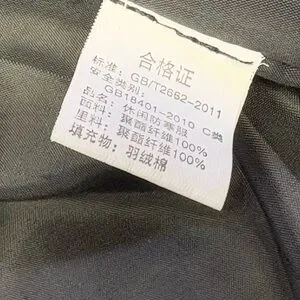 合格证
标准: GB/T2662-2011
安全类别:
GB18401-2010 C类
品名: 休闲防寒服
面料: 聚酯纤维100%
里料: 聚酯纤维100%
填充物: 羽绒棉